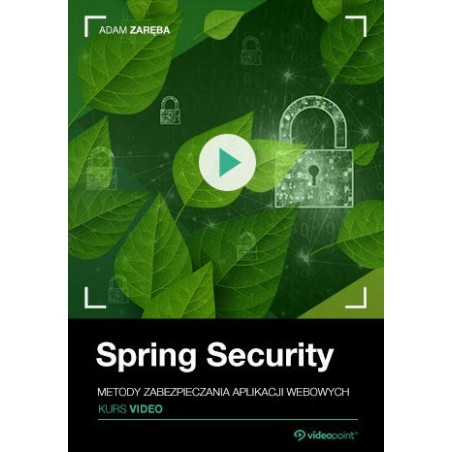 ADAM ZARĘBA
Spring Security
METODY ZABEZPIECZANIA APLIKACJI WEBOWYCH
KURS VIDEO
videopoint